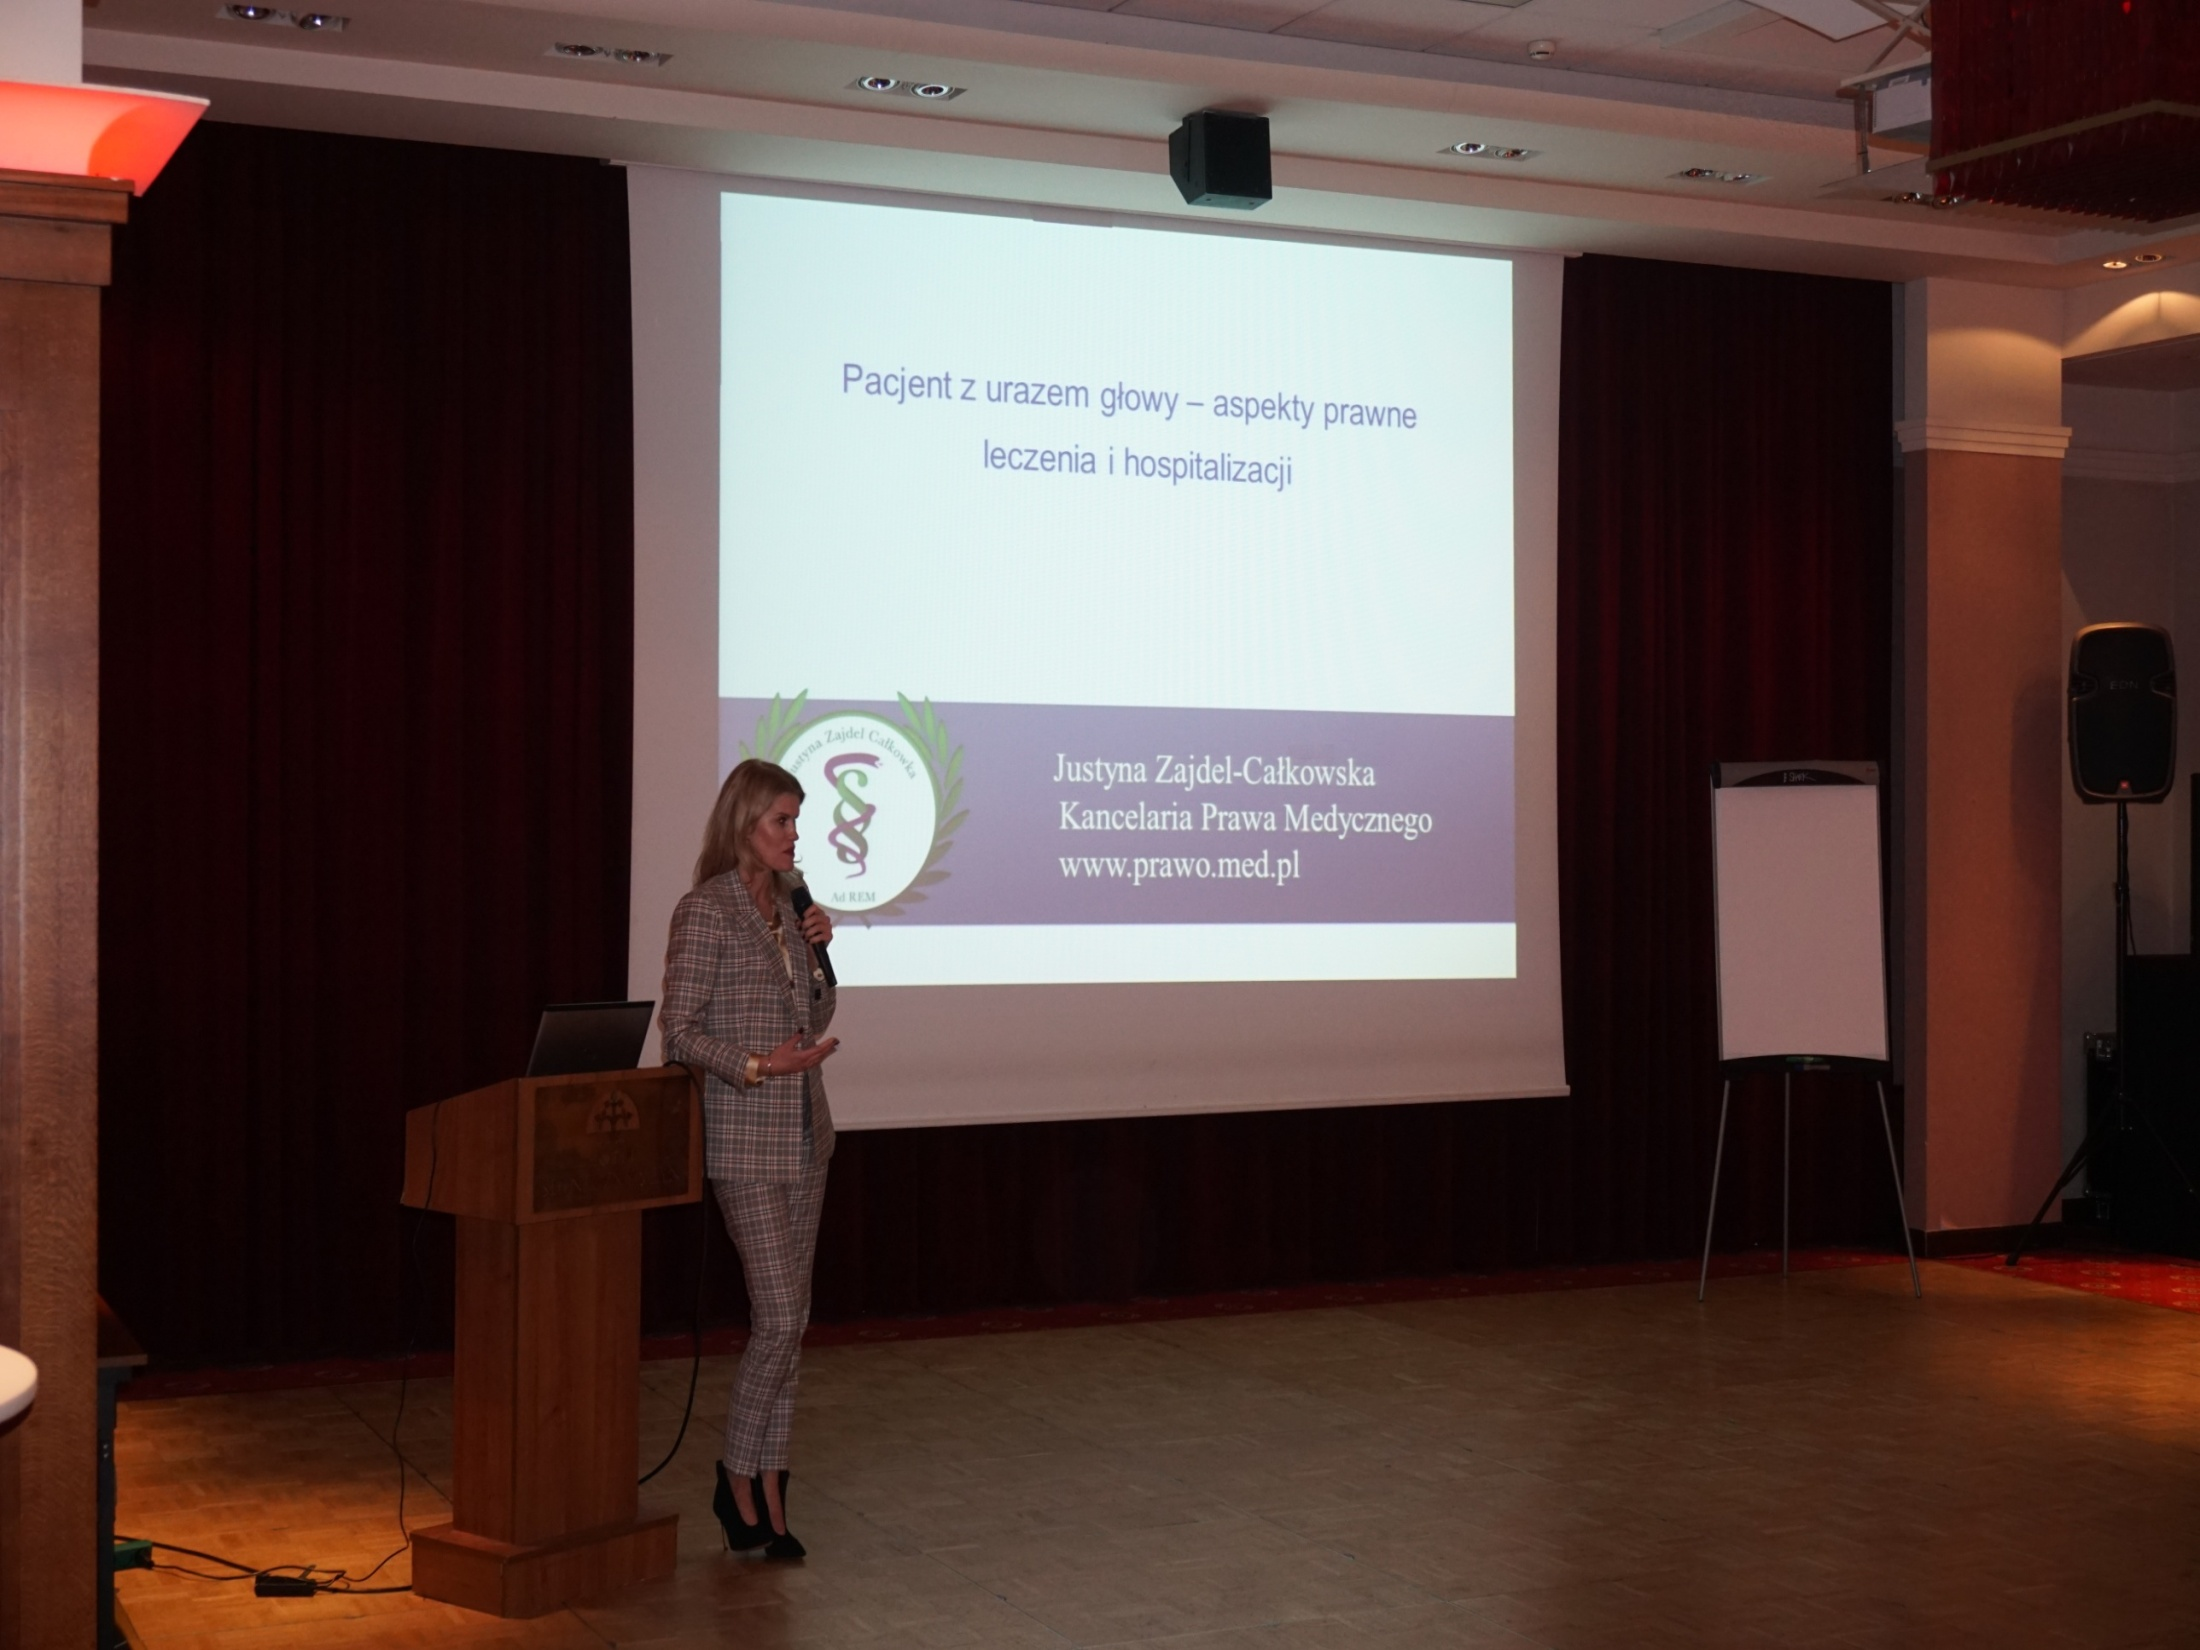 Pacjent z urazem głowy – aspekty prawne
leczenia i hospitalizacji
Justyna Zajdel Całkowska
Ad REM
Justyna Zajdel-Całkowska
Kancelaria Prawa Medycznego
www.prawo.med.pl
EON